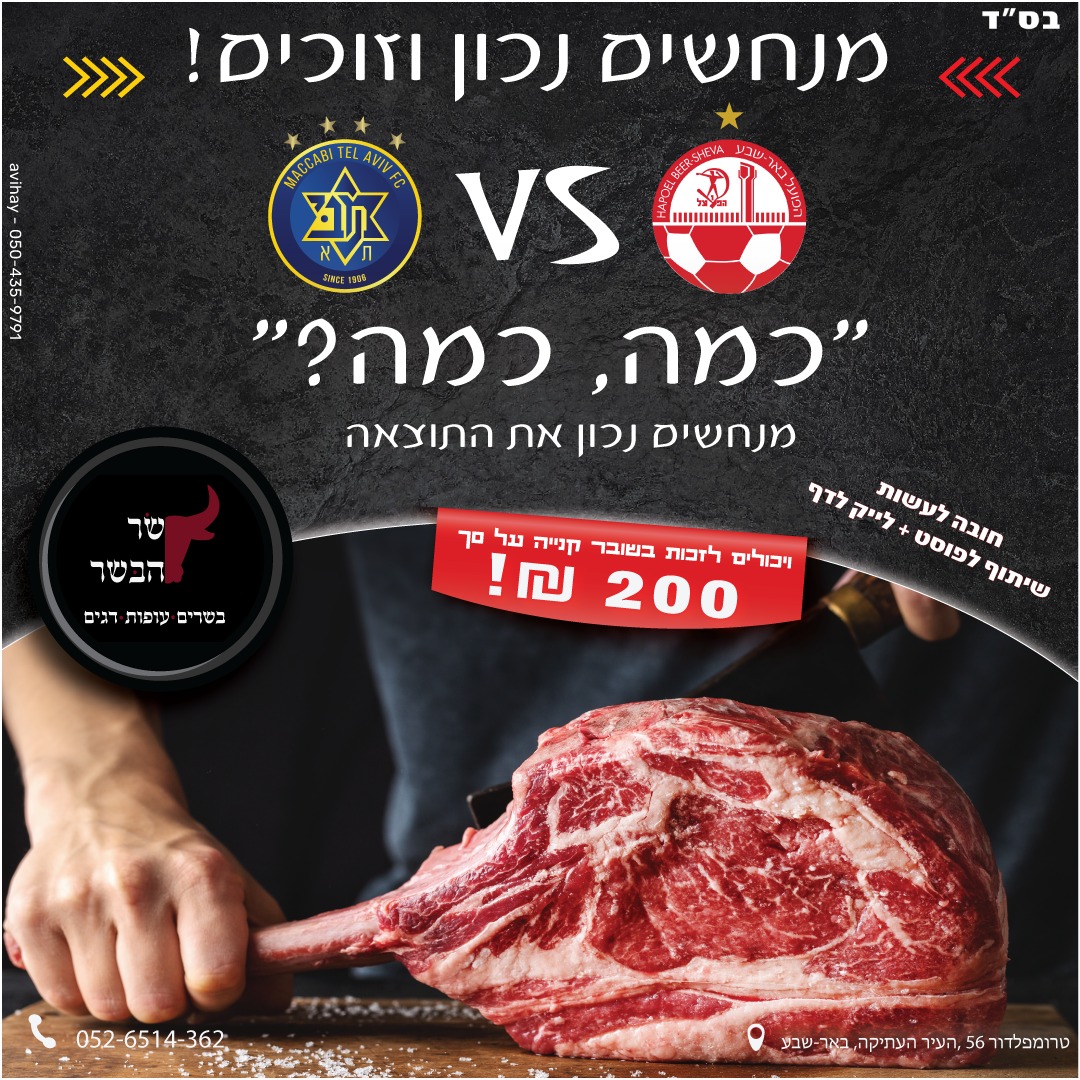 בס"ד
מנחשים נכון וזוכים!
MACCABI TEL AVIV FC
תא
SINCE 1906
VS
HAPOEL BEER-SHEVA הפועל באר-שבע
"כמה, כמה?"
מנחשים נכון את התוצאה
חובה לעשות
שיתוף לפוסט + לייק לדף
ויכולים לזכות בשובר קנייה על סך
200 ₪!
שר
הבשר
בשרים·עופות·דגים
avihay - 050-435-9791
052-6514-362
טרומפלדור 56 ,העיר העתיקה, באר-שבע